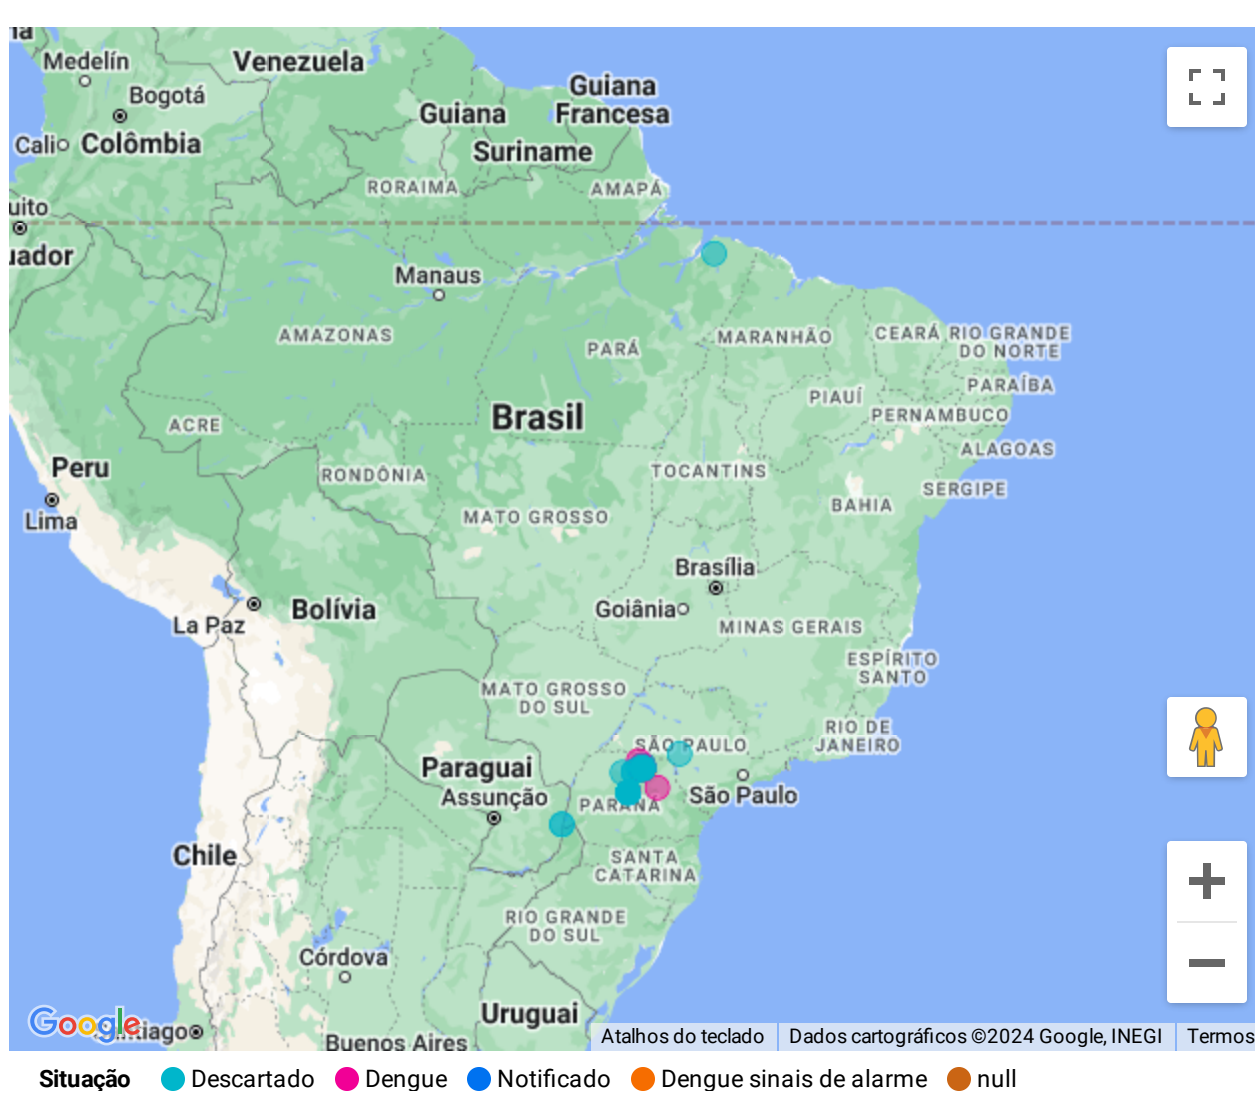 Medelín
Venezuela
Guiana
Francesa
Bogotá
Guiana
Cali
Colômbia
Suriname
RORAIMA
AMAPÁ
uito
uador
Manaus
AMAZONAS
PARÁ
MARANHÃO
CEARÁ
RIO GRANDE
DO NORTE
PARAÍBA
PIAUÍ
PERNAMBUCO
Brasil
ACRE
ALAGOAS
Peru
RONDÔNIA
TOCANTINS
SERGIPE
Lima
MATO GROSSO
BAHIA
Brasília
Bolívia
Goiânia
La Paz
MINAS GERAIS
ESPÍRITO
SANTO
MATO GROSSO
DO SUL
RIO DE
JANEIRO
SÃO PAULO
Paraguai
Assunção
São Paulo
PARANÁ
Chile
SANTA
CATARINA
RIO GRANDE
DO SUL
Córdova
Uruguai
Google
ntiago
Buenos Aires
Atalhos do teclado
Dados cartográficos ©2024 Google, INEGI
Termos
Situação Descartado Dengue Notificado Dengue sinais de alarme null